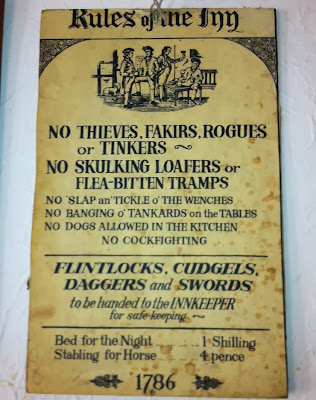 Rules of the Inn
NO THIEVES, FAKIRS, ROGUES
or TINKERS
NO SKULKING LOAFERS or
FLEA-BITTEN TRAMPS
NO 'SLAP an' TICKLE o' THE WENCHES
NO BANGING o' TANKARDS on the TABLES
NO DOGS ALLOWED IN THE KITCHEN
NO COCKFIGHTING
FLINTLOCKS, CUDGELS,
DAGGERS and SWORDS
to be handed to the INNKEEPER
for safe-keeping
Bed for the Night ........... 1 Shilling
Stabling for Horse .......... 4 pence
1786